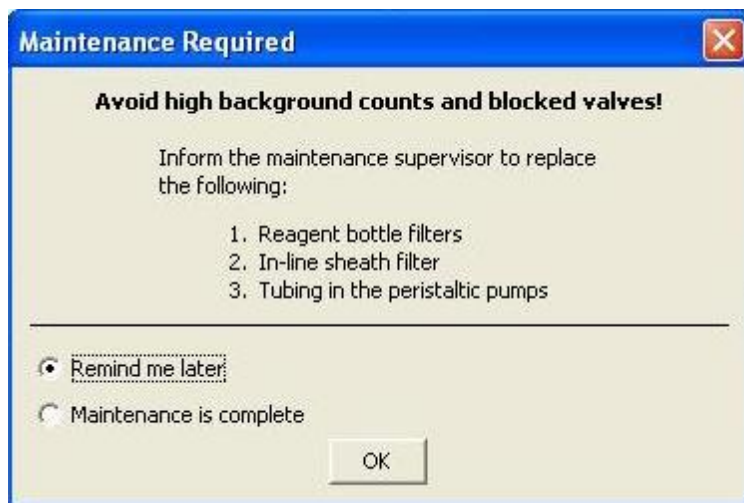 Maintenance Required
Avoid high background counts and blocked valves!
Inform the maintenance supervisor to replace
the following:
1. Reagent bottle filters
2. In-line sheath filter
3. Tubing in the peristaltic pumps
Remind me later
Maintenance is complete
OK